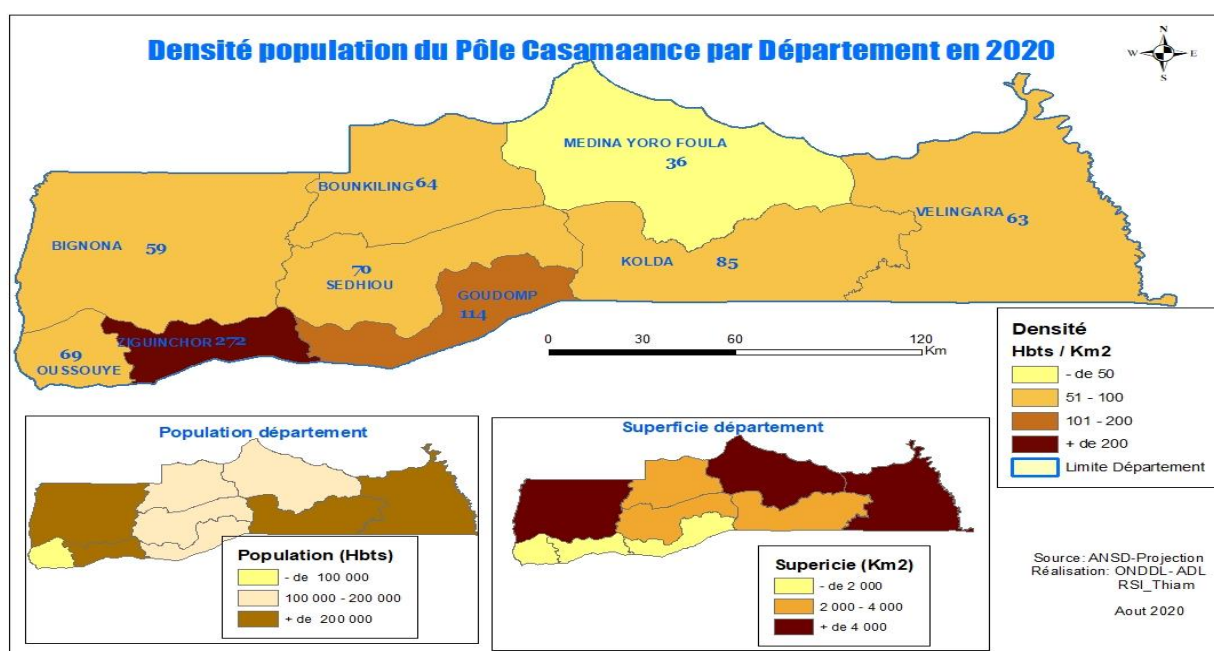 Densité population du Pôle Casamaance par Département en 2020
N
W E
S
MEDINA YORO FOULA
36
BOUNKILING 64
VELINGARA 63
BIGNONA 59
KOLDA 85
70
SEDHIOU
GOUDOMP
114
ZIGUINCHOR 272
69
OUSSOUYE
0 30 60 120
Km
Densité
Hbts / Km2
- de 50
51 - 100
101 - 200
+ de 200
Limite Département
Population département
Population (Hbts)
- de 100 000
100 000 - 200 000
+ de 200 000
Superficie département
Supericie (Km2)
- de 2 000
2 000 - 4 000
+ de 4 000
Source: ANSD-Projection
Réalisation: ONDDL-ADL
RSI_Thiam
Aout 2020